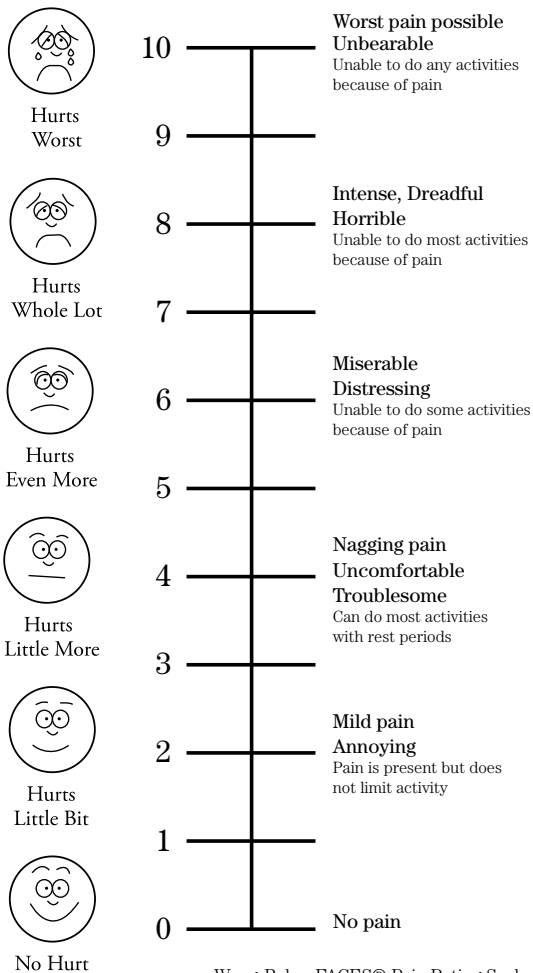 10
Worst pain possible
Unbearable
Unable to do any activities
because of pain
Hurts
Worst
9
8
Intense, Dreadful
Horrible
Unable to do most activities
because of pain
Hurts
Whole Lot
7
6
Miserable
Distressing
Unable to do some activities
because of pain
Hurts
Even More
5
4
Nagging pain
Uncomfortable
Troublesome
Can do most activities
with rest periods
Hurts
Little More
3
2
Mild pain
Annoying
Pain is present but does
not limit activity
Hurts
Little Bit
1
0
No pain
No Hurt
FACES® Pain Rating